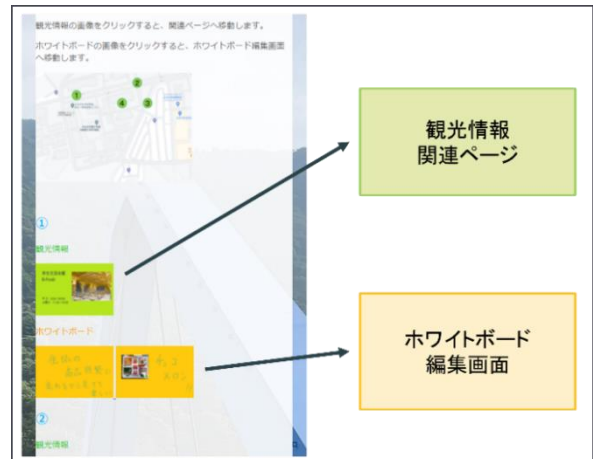 観光情報の画像をクリックすると、関連ページへ移動します。
ホワイトボードの画像をクリックすると、ホワイトボード編集画面
へ移動します。
1
2
4
3
①
観光情報
ホワイトボード
②
観光情報
観光情報
関連ページ
ホワイトボード
編集画面